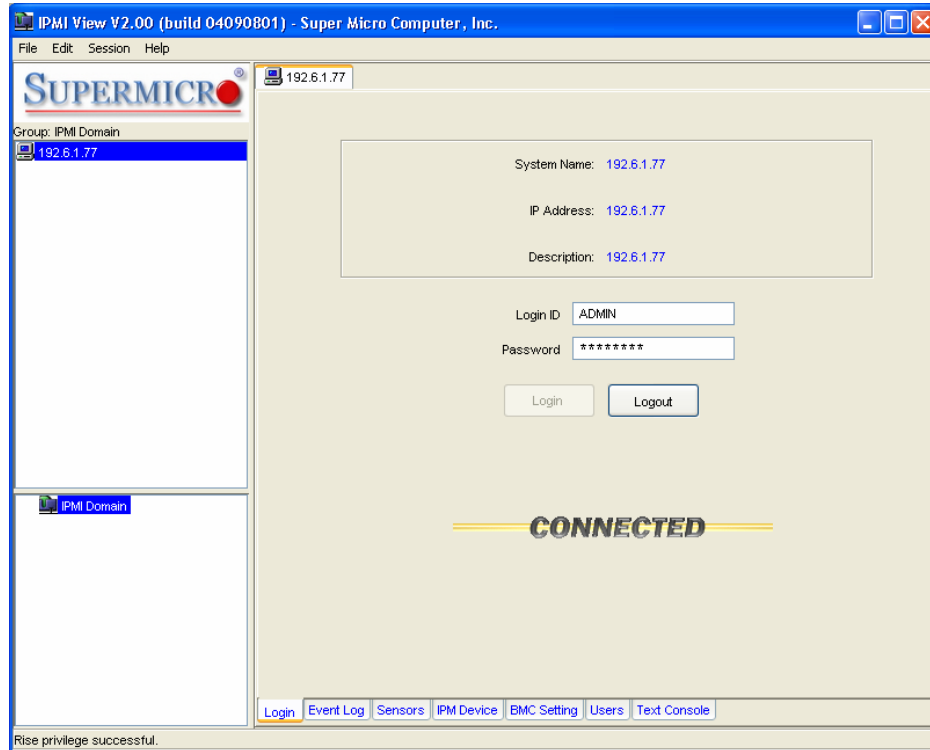 IPMI View V2.00 (build 04090801) - Super Micro Computer, Inc.
File Edit Session Help
SUPERMICRO®
Group: IPMI Domain
192.6.1.77
IPMI Domain
192.6.1.77
System Name: 192.6.1.77
IP Address: 192.6.1.77
Description: 192.6.1.77
Login ID ADMIN
Password ********
Login Logout
CONNECTED
Login Event Log Sensors IPM Device BMC Setting Users Text Console
Rise privilege successful.